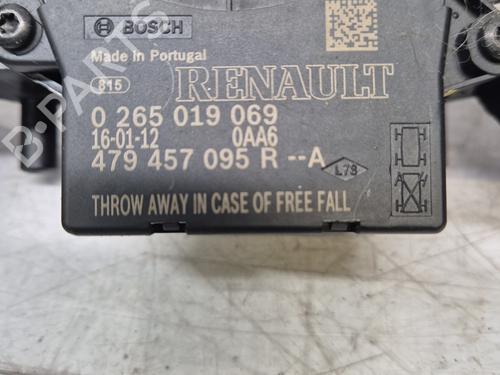 BOSCH
Made in Portugal
815
RENAULT
0 265 019 069
16-01-12 0AA6
479 457 095 R --A
L78
THROW AWAY IN CASE OF FREE FALL
B-PARTS